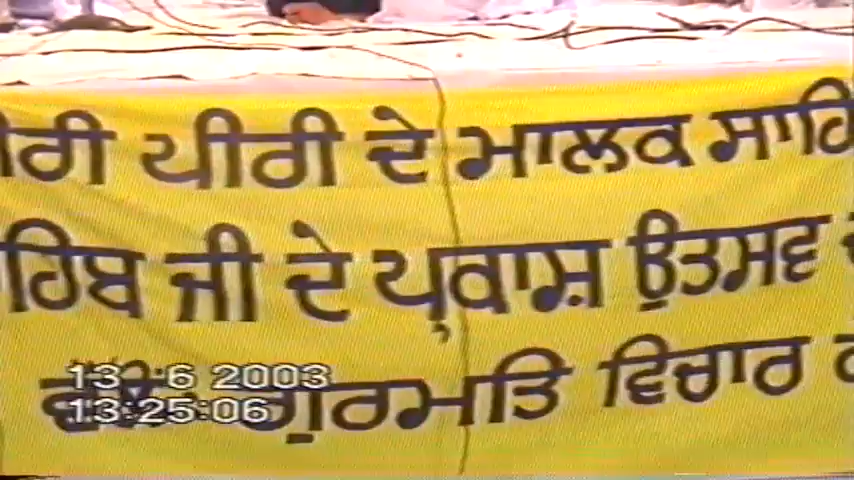 ਪੀਰੀ ਦੇ ਮਾਲਕ ਸਾਹਿ
ਹਿਬ ਜੀ ਦੇ ਪ੍ਰਕਾਸ਼ ਉਤਸਵ
ਗੁਰਮਤਿ ਵਿਚਾਰ
13. 6.2003
13:25:06